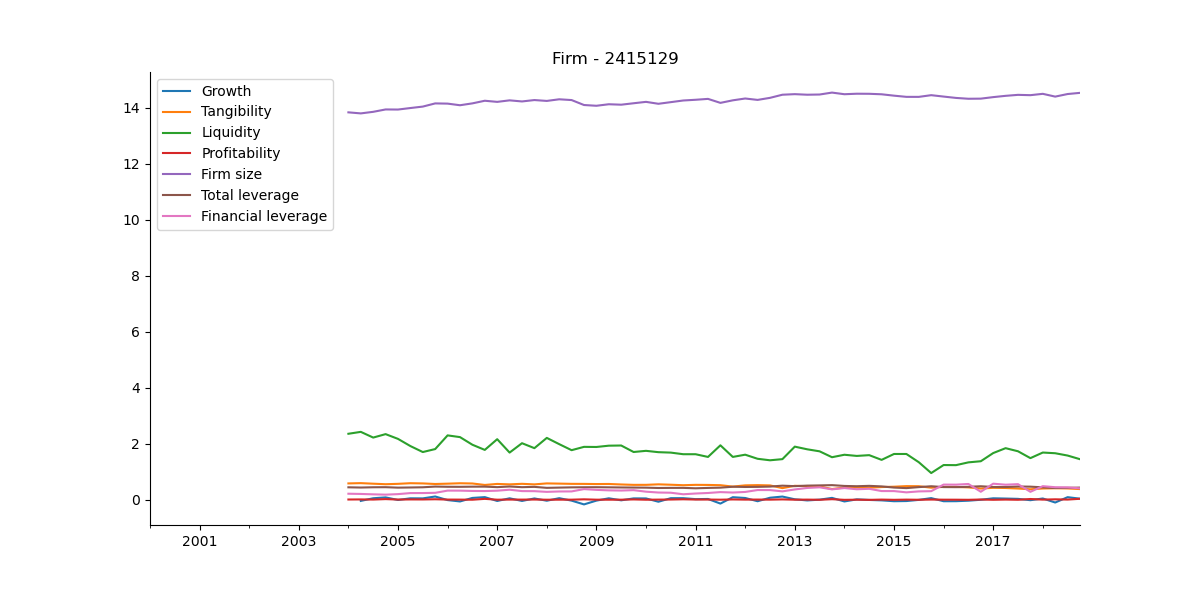 Firm - 2415129
Growth
Tangibility
Liquidity
Profitability
Firm size
Total leverage
Financial leverage
14
12
10
8
6
4
2
0
2001 2003 2005 2007 2009 2011 2013 2015 2017